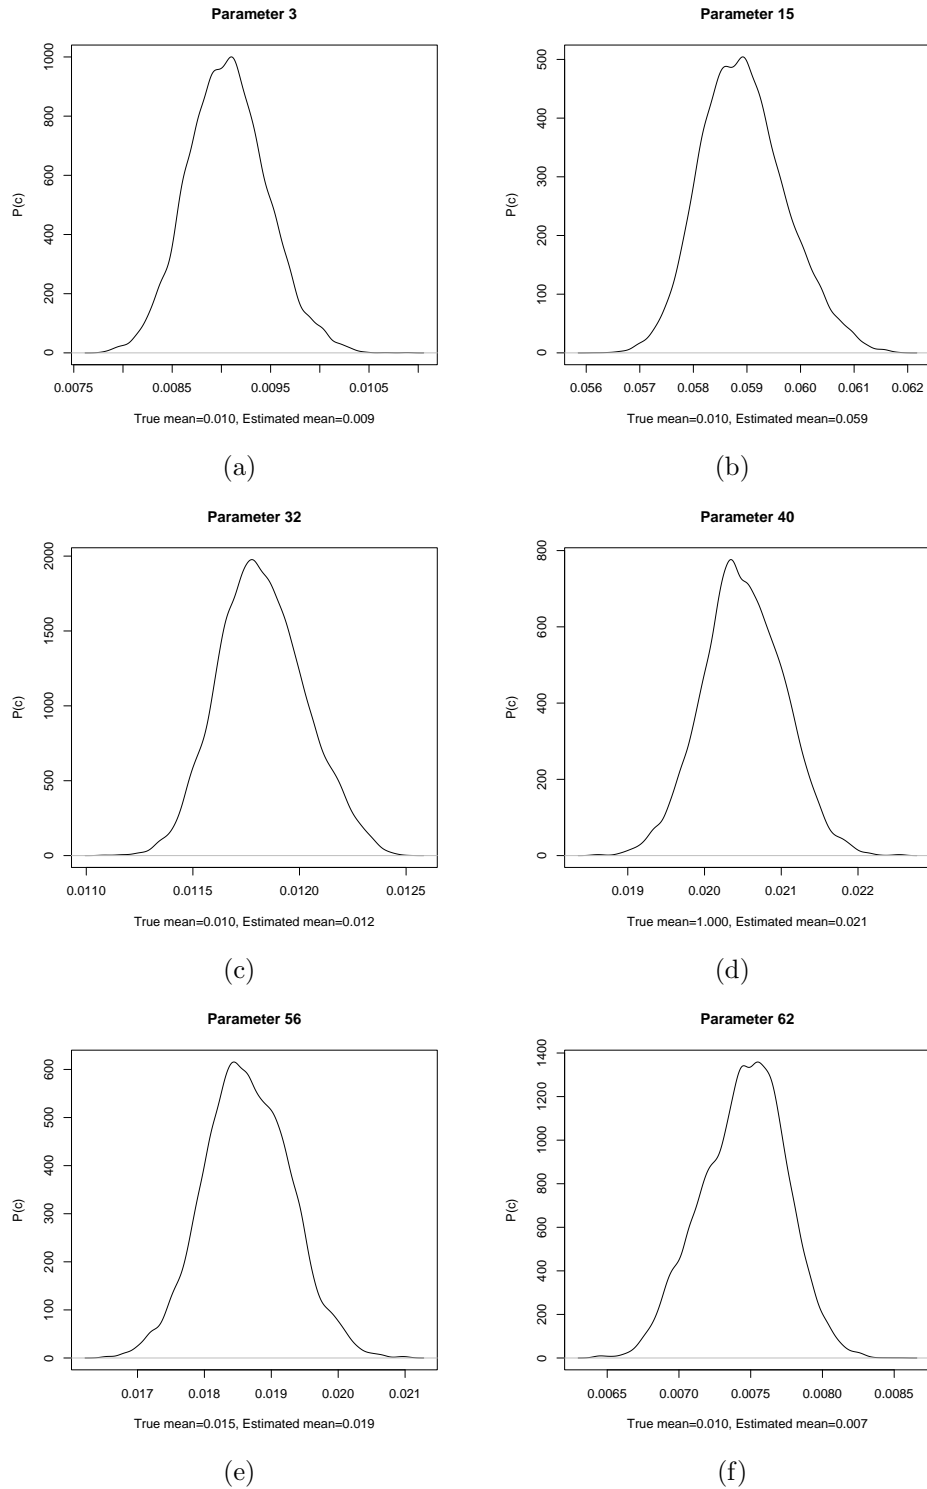 Parameter 3
P(c)
1000
800
600
400
200
0
0.0075 0.0085 0.0095 0.0105
True mean=0.010, Estimated mean=0.009
(a)
Parameter 15
P(c)
500
400
300
200
100
0
0.056 0.057 0.058 0.059 0.060 0.061 0.062
True mean=0.010, Estimated mean=0.059
(b)
Parameter 32
P(c)
2000
1500
1000
500
0
0.0110 0.0115 0.0120 0.0125
True mean=0.010, Estimated mean=0.012
(c)
Parameter 40
P(c)
800
600
400
200
0
0.019 0.020 0.021 0.022
True mean=1.000, Estimated mean=0.021
(d)
Parameter 56
P(c)
600
500
400
300
200
100
0
0.017 0.018 0.019 0.020 0.021
True mean=0.015, Estimated mean=0.019
(e)
Parameter 62
P(c)
1400
1200
1000
800
600
400
200
0
0.0065 0.0070 0.0075 0.0080 0.0085
True mean=0.010, Estimated mean=0.007
(f)